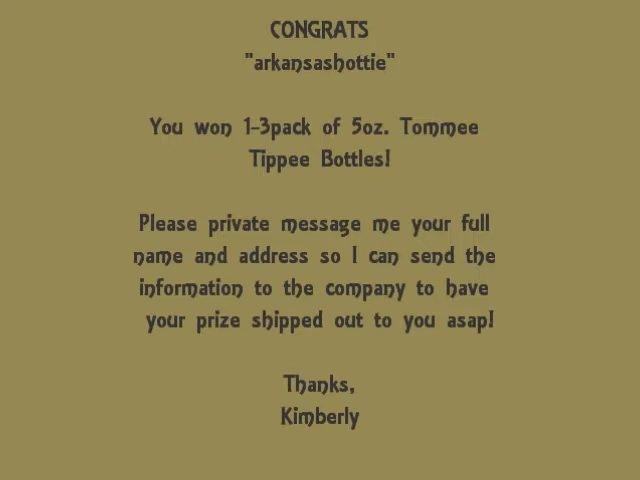 CONGRATS
"arkansashottie"
You won 1-3pack of 5oz. Tommee
Tippee Bottles!
Please private message me your full
name and address so I can send the
information to the company to have
your prize shipped out to you asap!
Thanks,
Kimberly